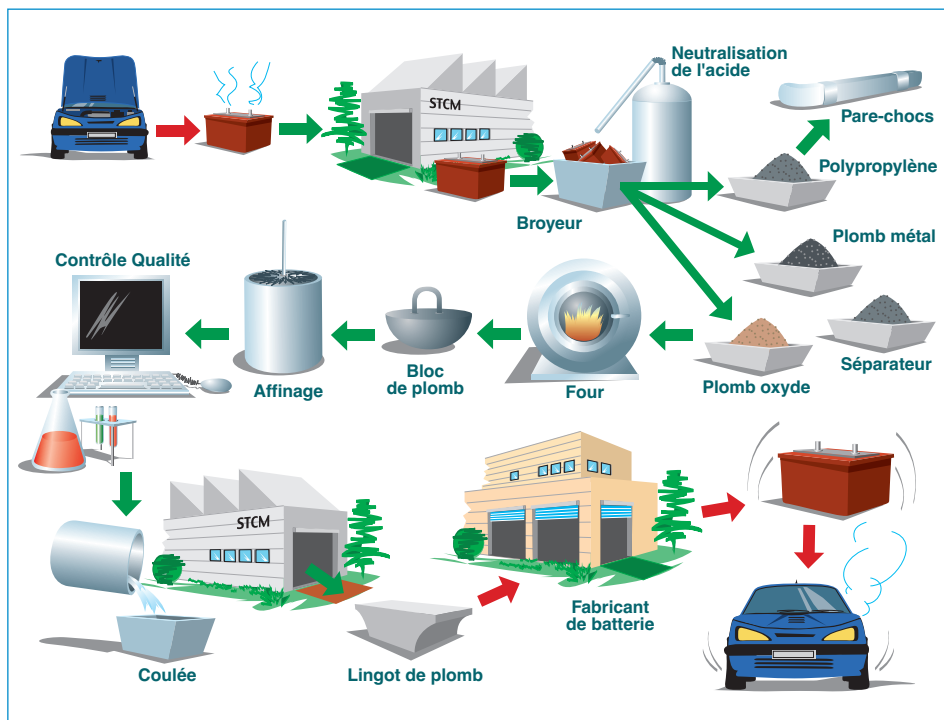 Neutralisation
de l'acide
STCM
Pare-chocs
Polypropylène
Broyeur
Plomb métal
Contrôle Qualité
Séparateur
Plomb oxyde
Four
Bloc
de plomb
Affinage
STCM
Fabricant
de batterie
Lingot de plomb
Coulée